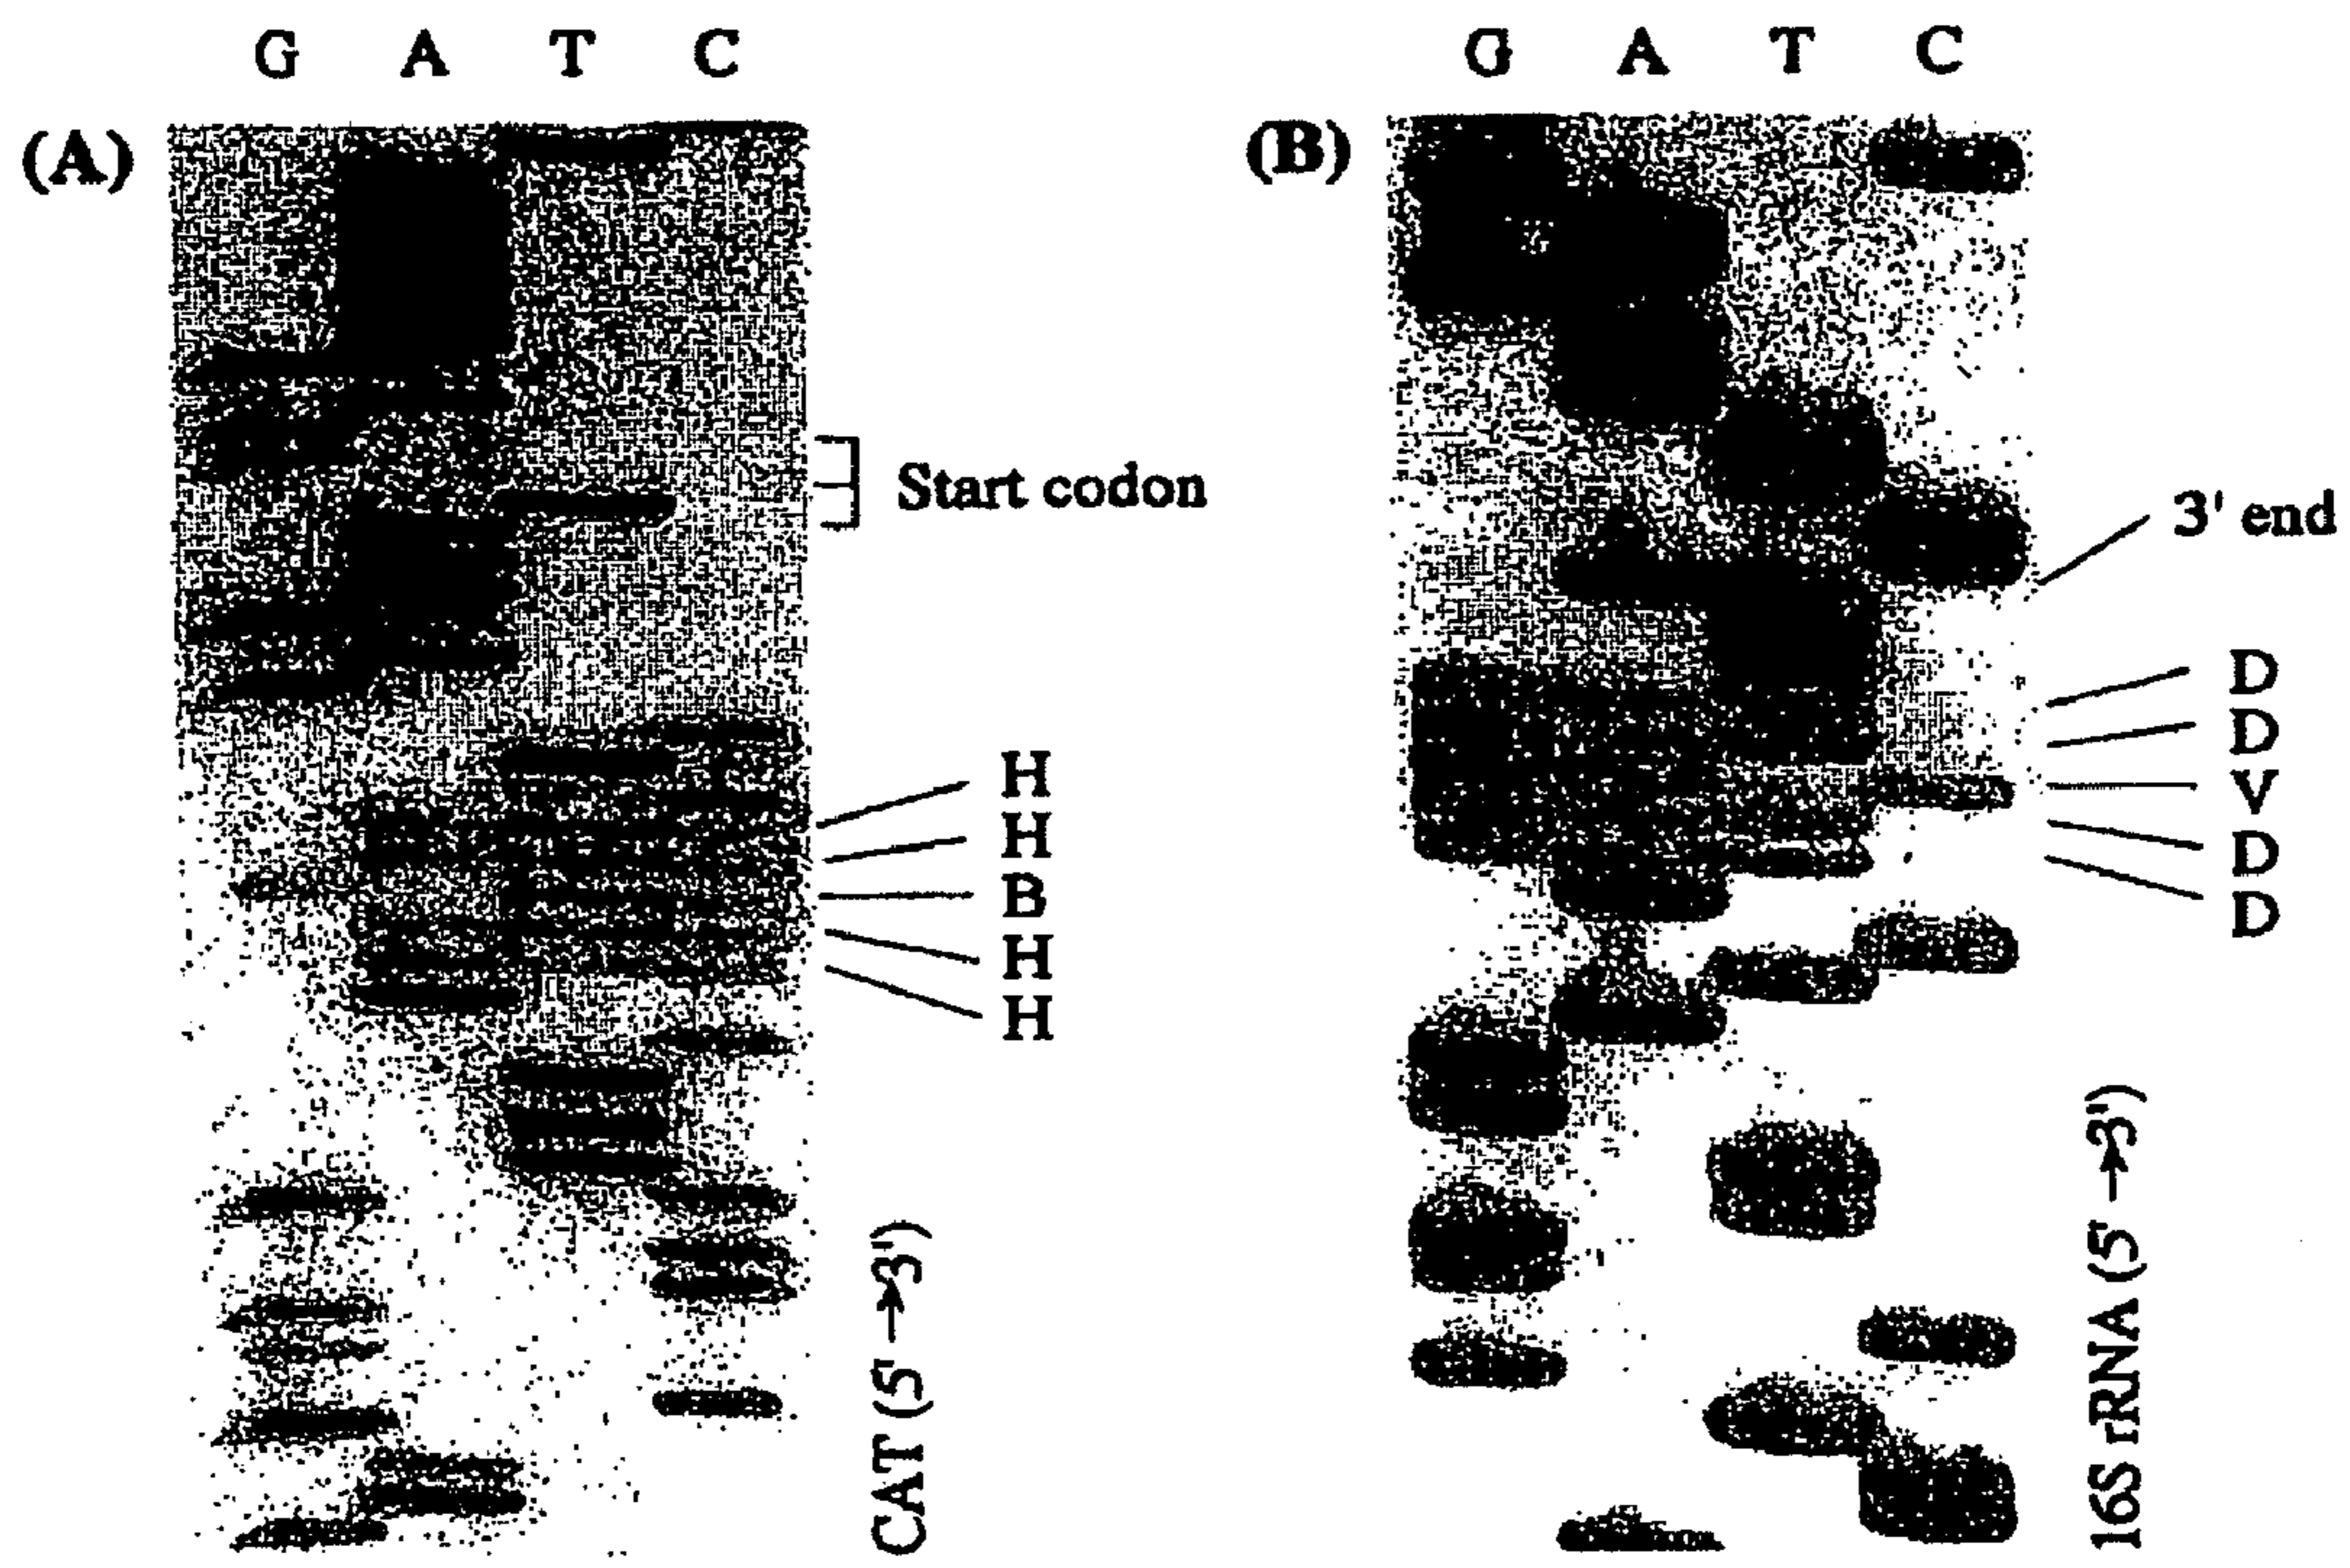 G A T C
(A)
Start codon
H
H
B
H
H
CAT (5'→3')
G A T C
(B)
3' end
D
D
V
D
D
16S rRNA (5'→3')